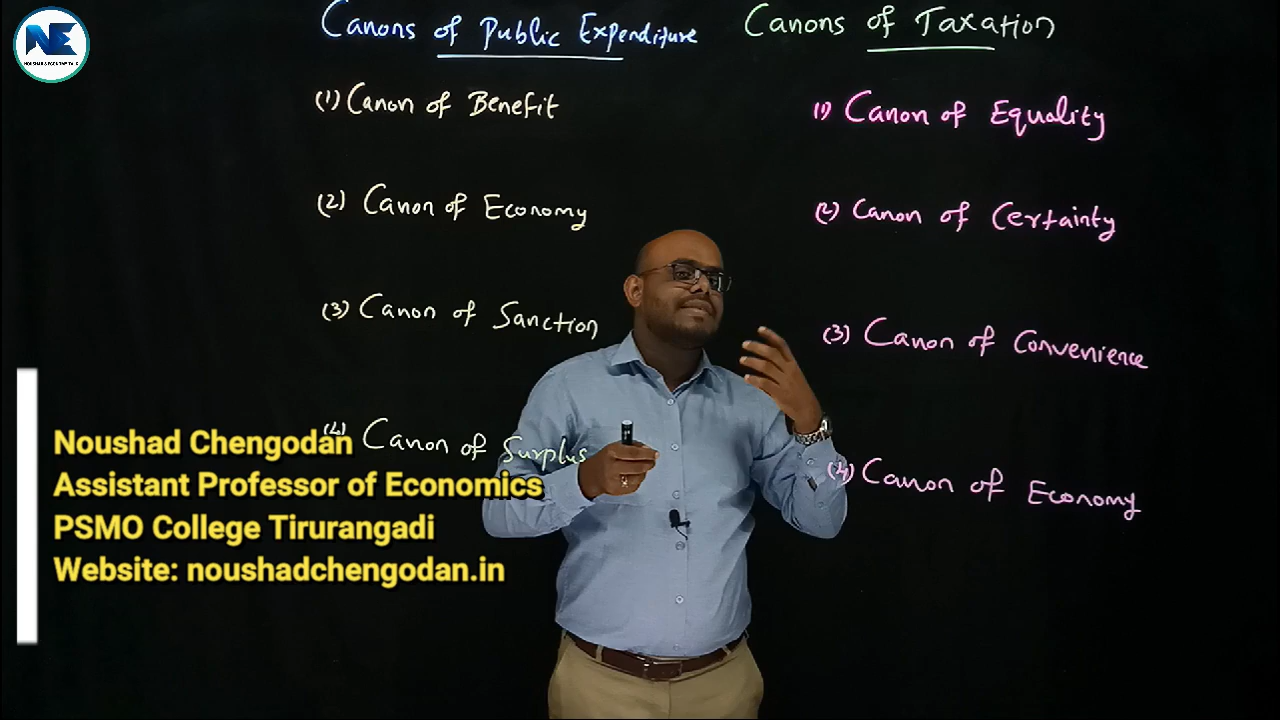 NE
Canons of Public Expenditure
(1) Canon of Benefit
(2) Canon of Economy
(3) Canon of Sanction
(4) Canon of Surplus
Canons of Taxation
(1) Canon of Equality
(2) Canon of Certainty
(3) Canon of Convenience
(4) Canon of Economy
Noushad Chengodan
Assistant Professor of Economics
PSMO College Tirurangadi
Website: noushadchengodan.in